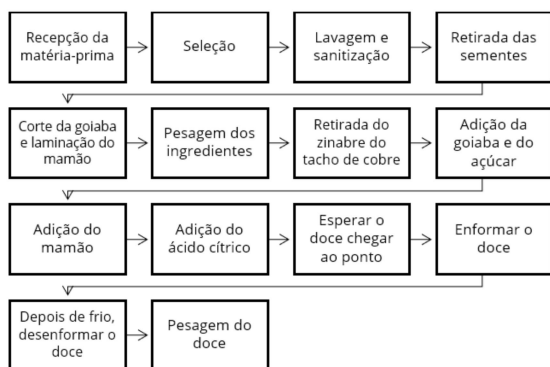 Recepção da
matéria-prima
Seleção
Lavagem e
sanitização
Retirada das
sementes
Corte da goiaba
e laminação do
mamão
Pesagem dos
ingredientes
Retirada do
zinabre do
tacho de cobre
Adição da
goiaba e do
açúcar
Adição do
mamão
Adição do
ácido cítrico
Esperar o
doce chegar
ao ponto
Enformar o
doce
Depois de frio,
desenformar o
doce
Pesagem do
doce